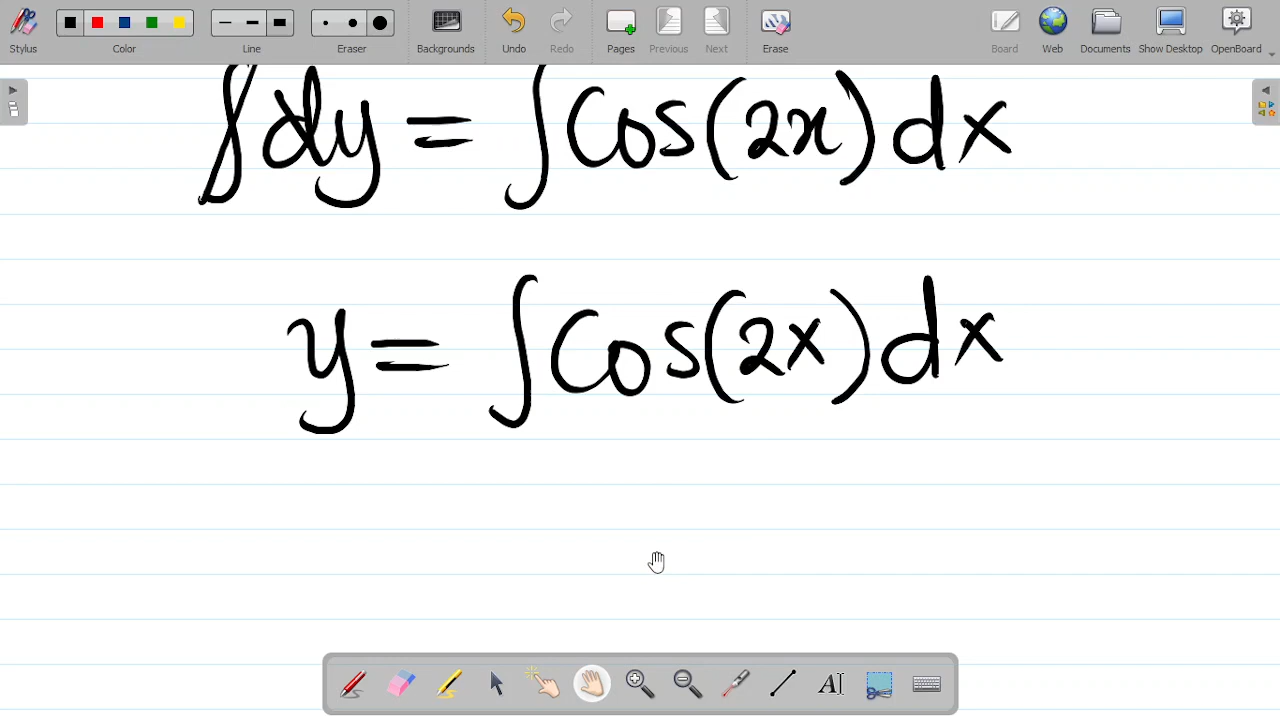 Stylus Color Line Eraser Backgrounds Undo Redo Pages Previous Next Erase Board Web Documents Show Desktop OpenBoard
∫dy = ∫Cos(2x)dx
y = ∫Cos(2x)dx
AI